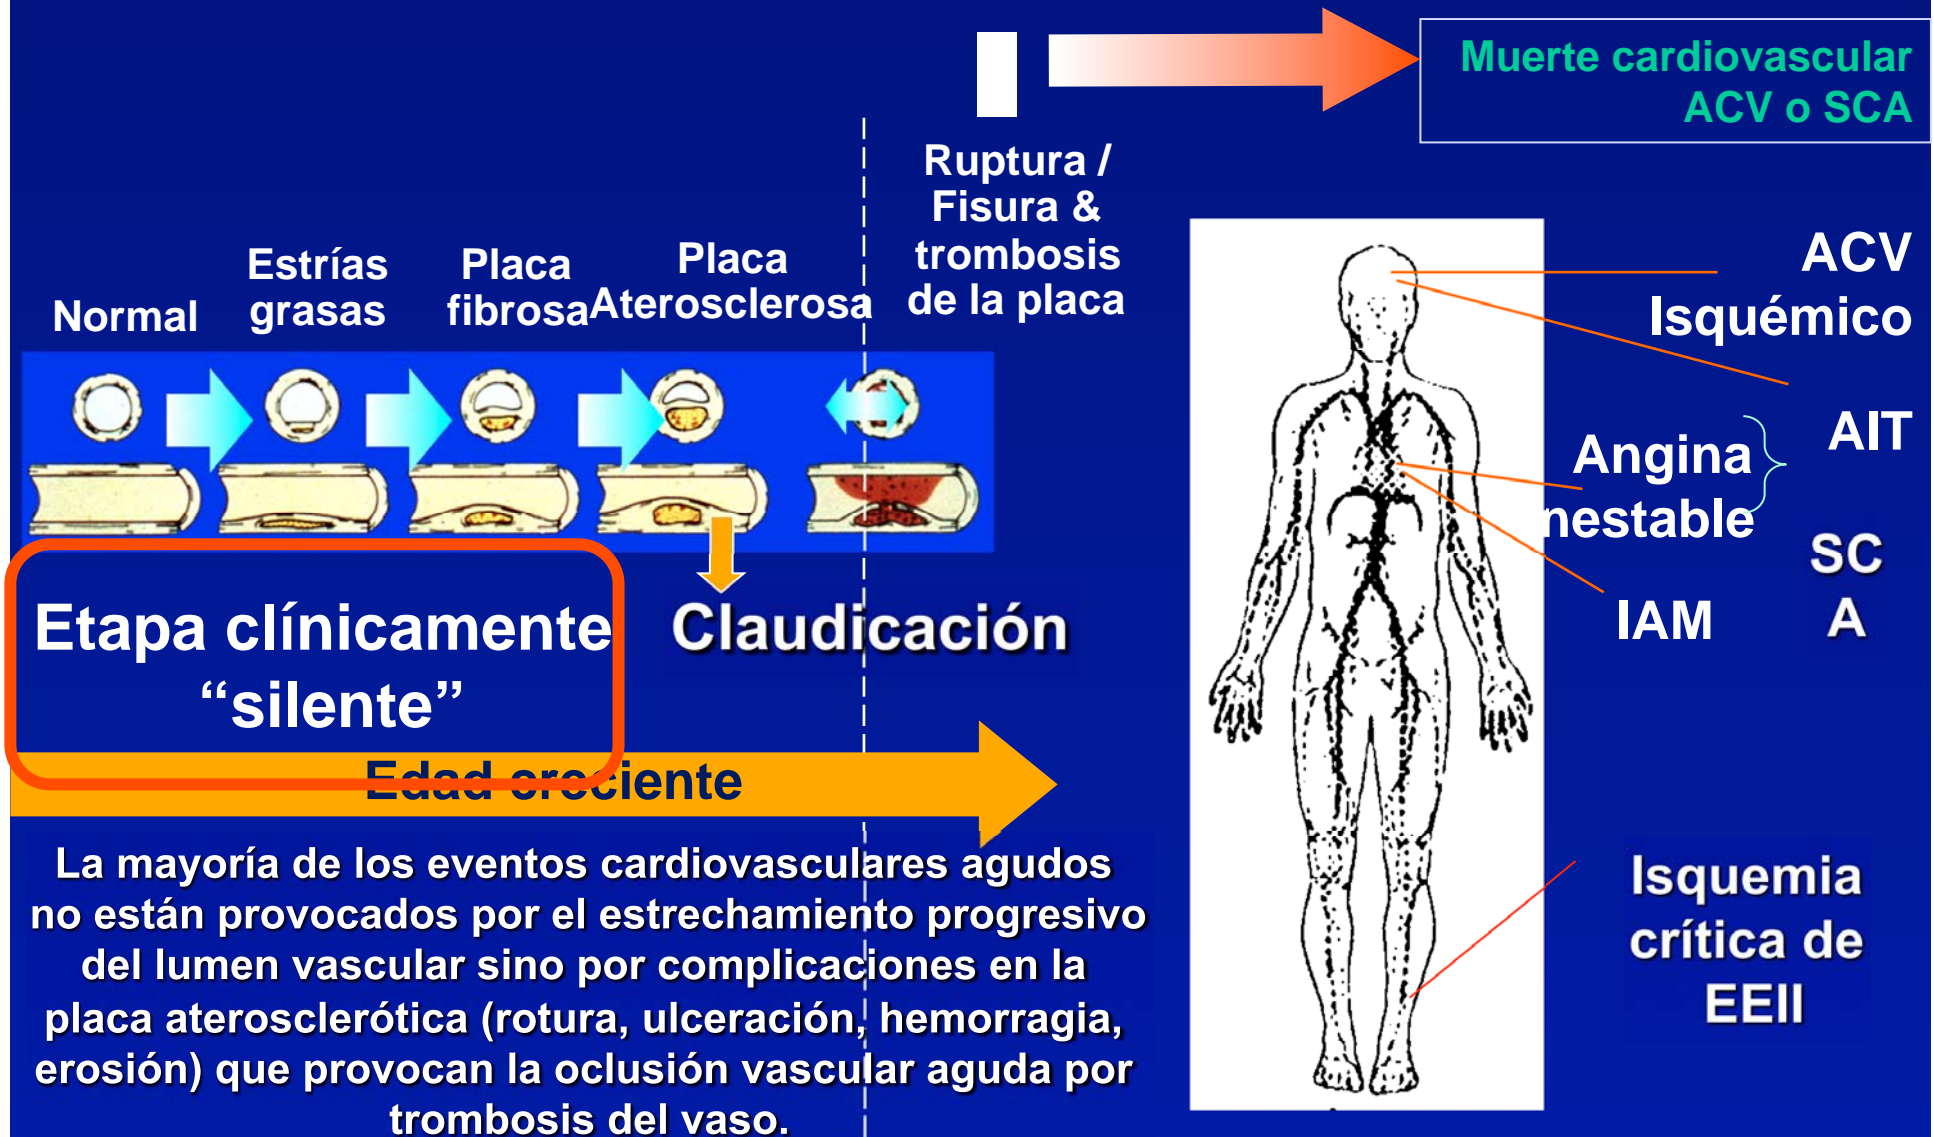 Muerte cardiovascular
ACV o SCA
Ruptura /
Fisura &
trombosis
de la placa
Normal
Estrías
grasas
Placa
fibrosa
Placa
Aterosclerosa
ACV
Isquémico
AIT
Angina
nestable
SC
A
IAM
Etapa clínicamente
“silente”
Claudicación
Edad creciente
La mayoría de los eventos cardiovasculares agudos
no están provocados por el estrechamiento progresivo
del lumen vascular sino por complicaciones en la
placa aterosclerótica (rotura, ulceración, hemorragia,
erosión) que provocan la oclusión vascular aguda por
trombosis del vaso.
Isquemia
crítica de
EEII